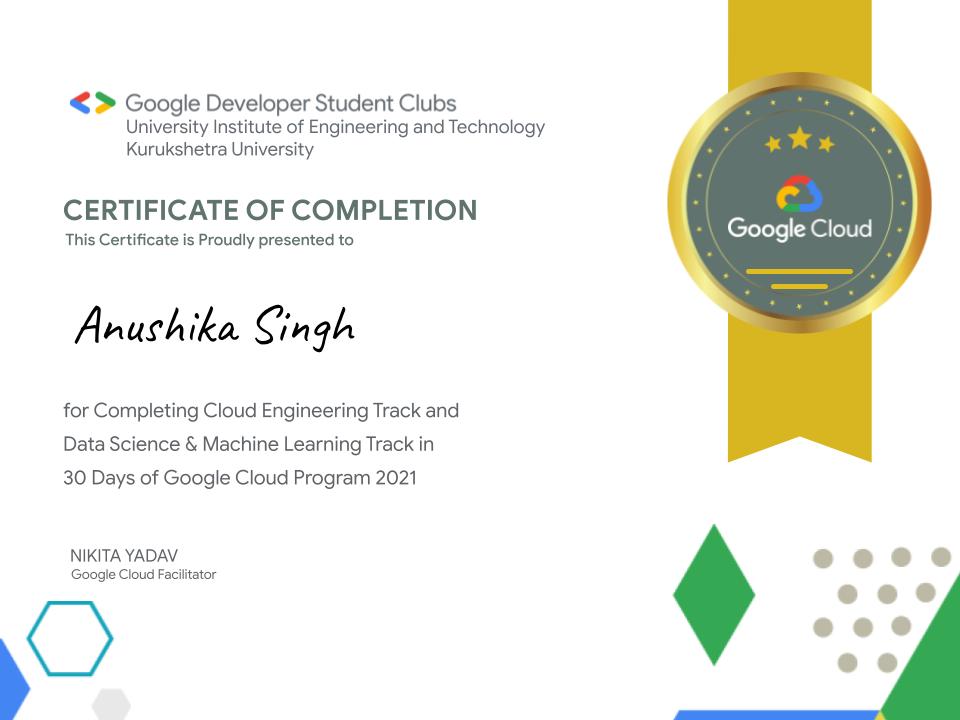 Google Developer Student Clubs
University Institute of Engineering and Technology
Kurukshetra University
CERTIFICATE OF COMPLETION
This Certificate is Proudly presented to
Anushika Singh
for Completing Cloud Engineering Track and
Data Science & Machine Learning Track in
30 Days of Google Cloud Program 2021
NIKITA YADAV
Google Cloud Facilitator
Google Cloud